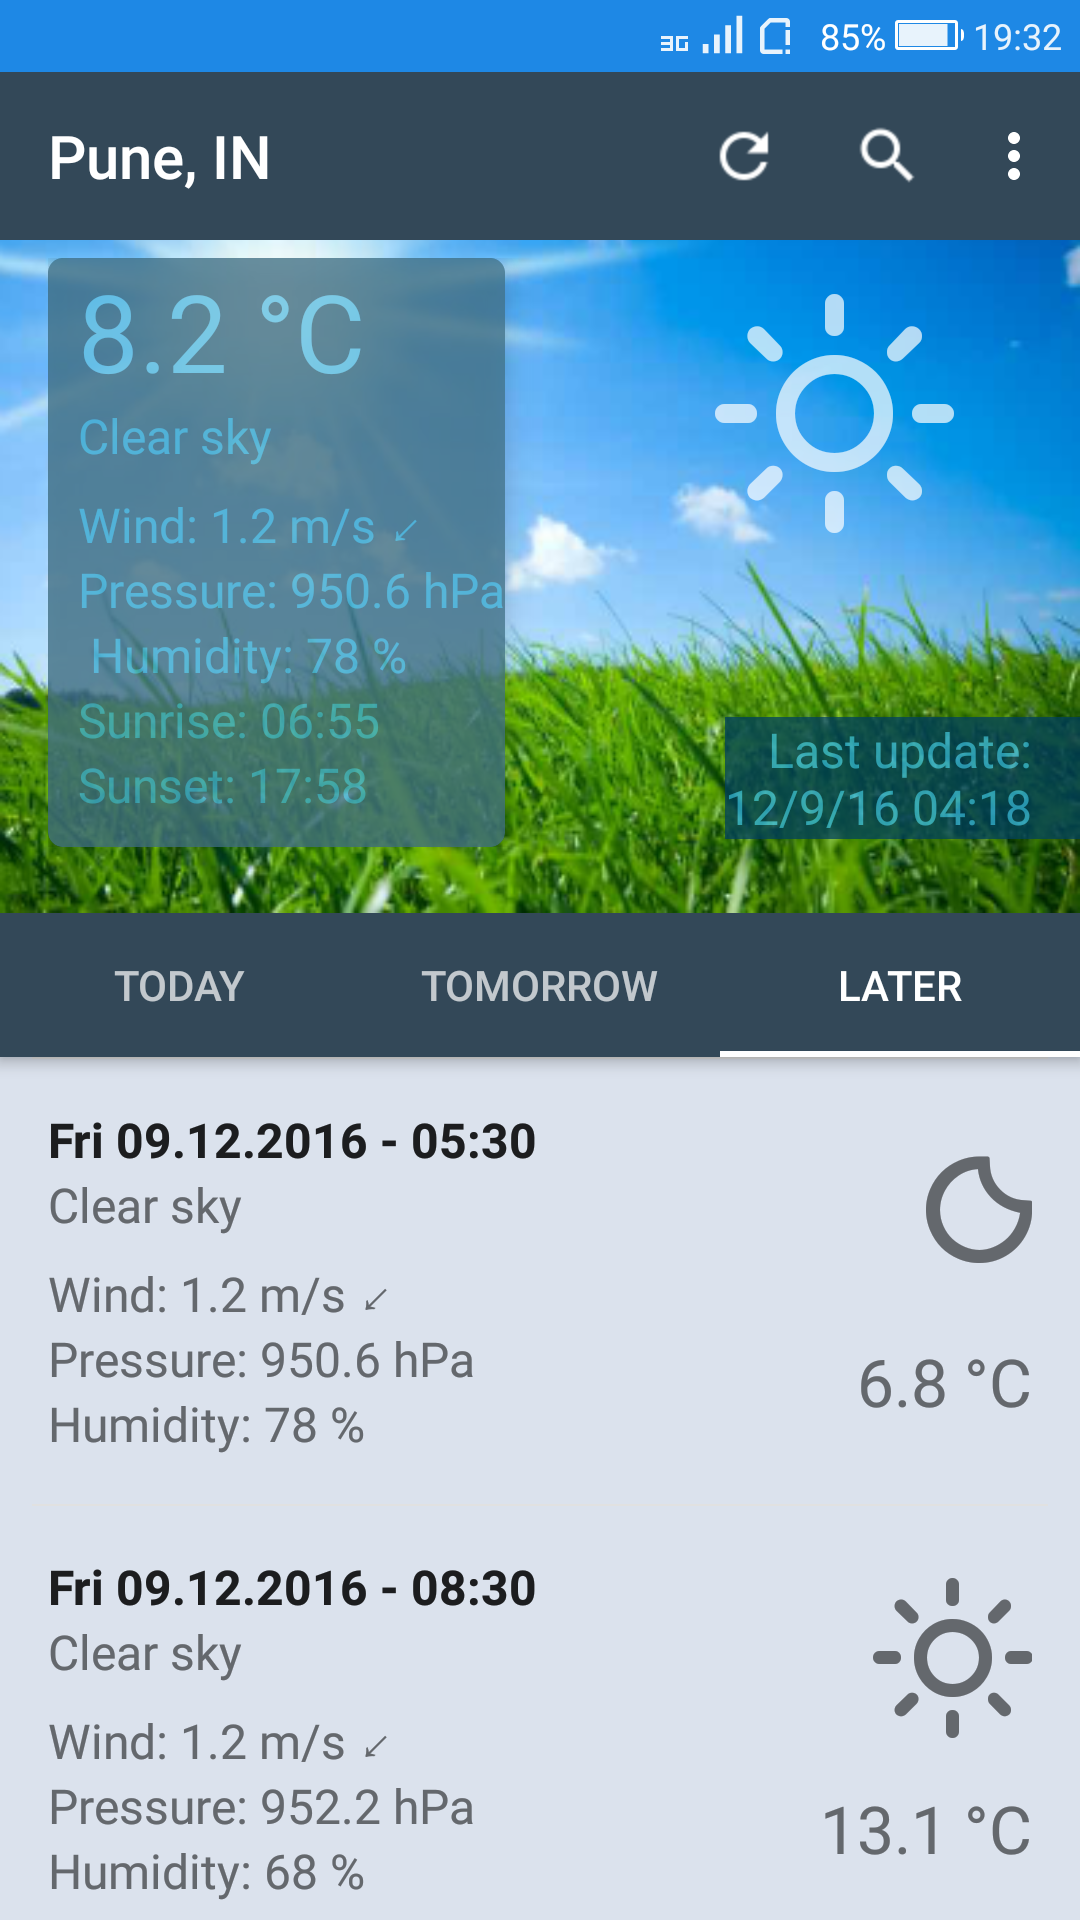 3G 85% 19:32
Pune, IN
8.2 °C
Clear sky
Wind: 1.2 m/s ↙
Pressure: 950.6 hPa
Humidity: 78 %
Sunrise: 06:55
Sunset: 17:58
Last update:
12/9/16 04:18
TODAY TOMORROW LATER
Fri 09.12.2016 - 05:30
Clear sky
Wind: 1.2 m/s ↙
Pressure: 950.6 hPa
Humidity: 78 %
6.8 °C
Fri 09.12.2016 - 08:30
Clear sky
Wind: 1.2 m/s ↙
Pressure: 952.2 hPa
Humidity: 68 %
13.1 °C